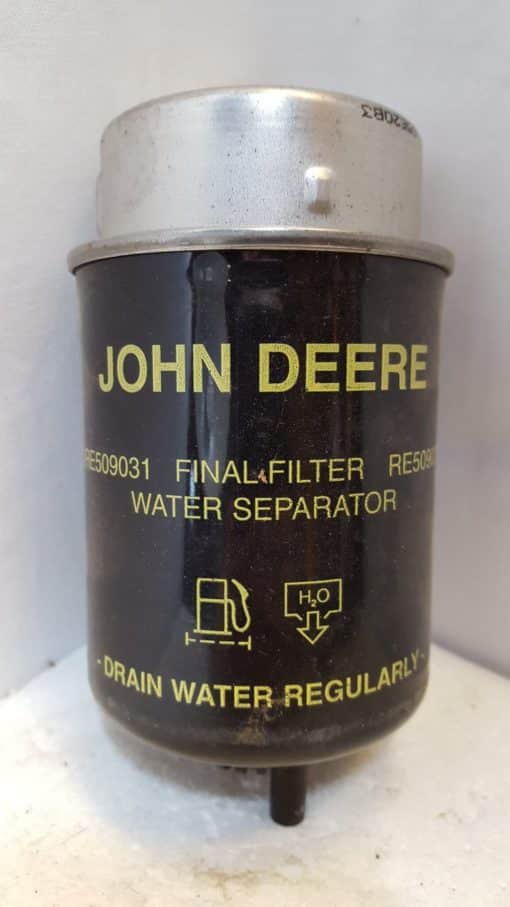 JOHN DEERE
RE509031 FINAL FILTER
WATER SEPARATOR
H₂O
- DRAIN WATER REGULARLY -